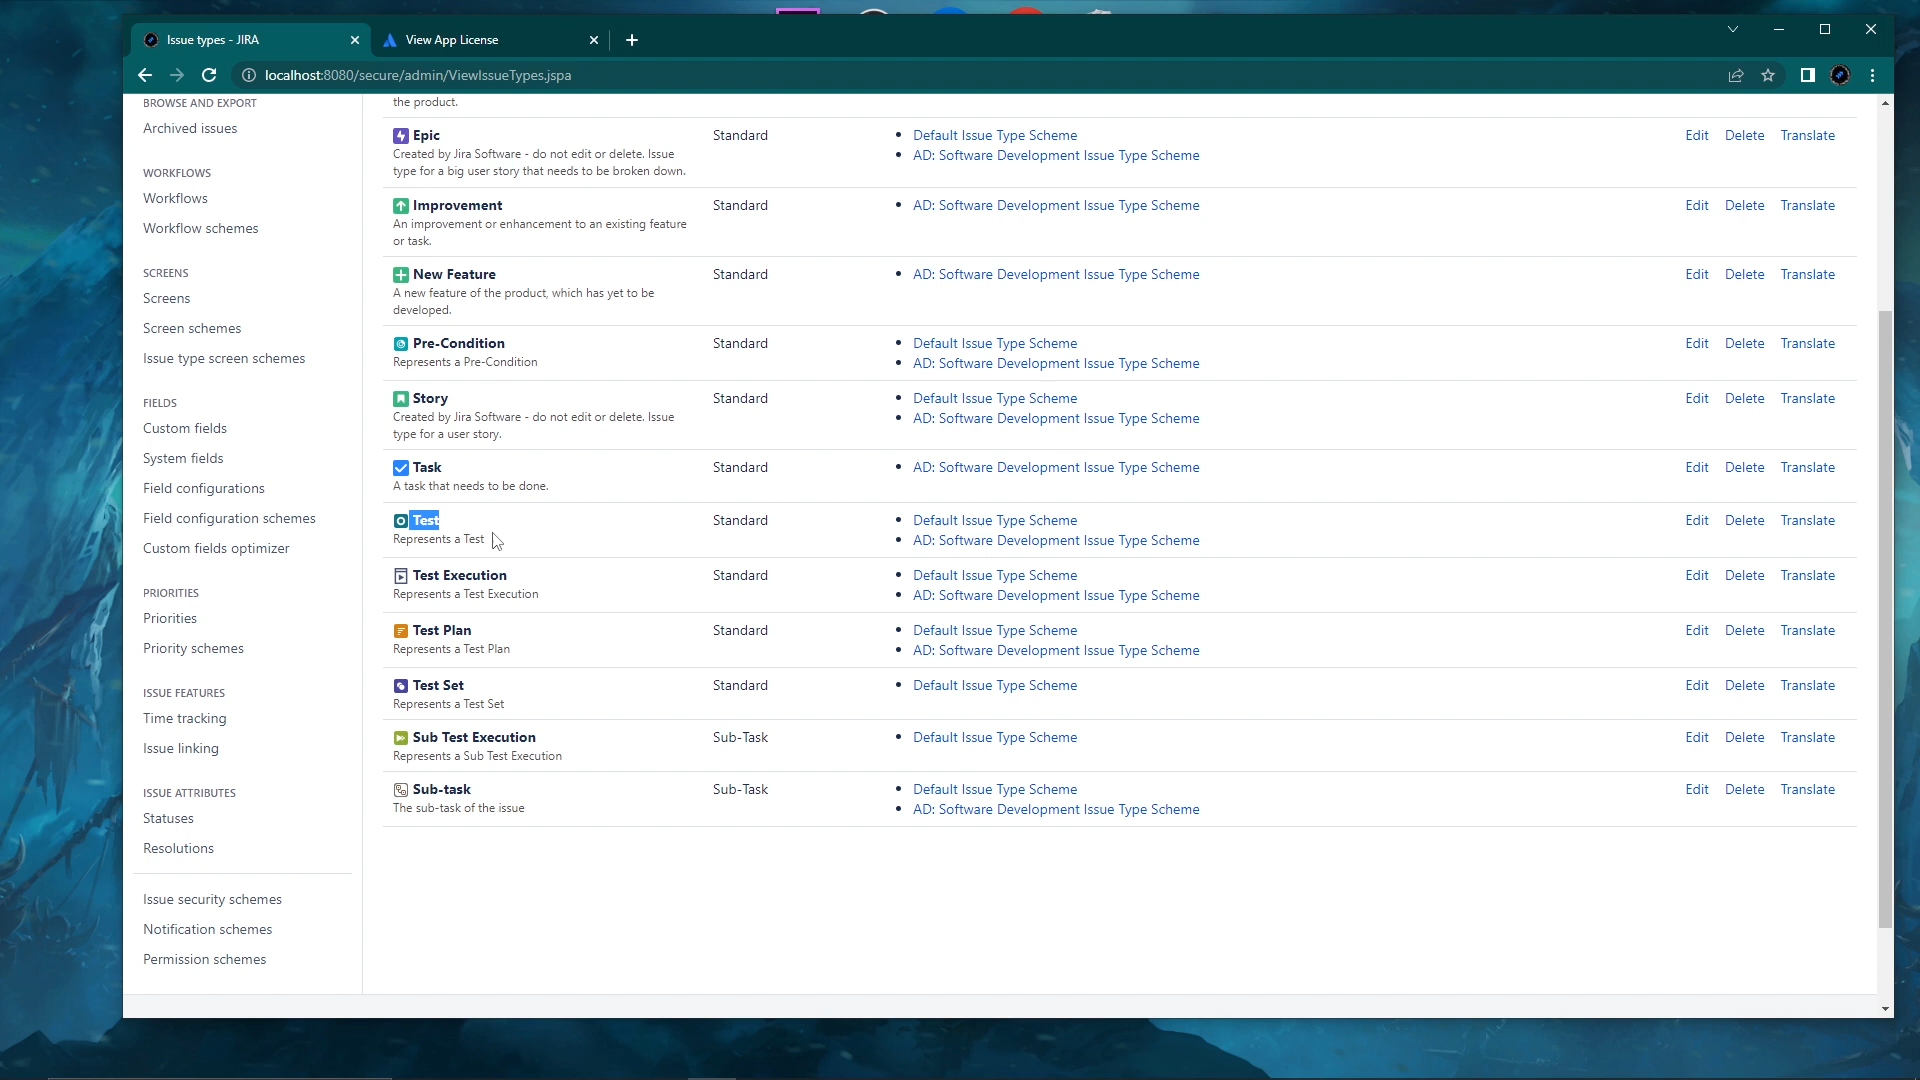 Issue types - JIRA
View App License
localhost:8080/secure/admin/ViewIssueTypes.jspa
BROWSE AND EXPORT
Archived issues
WORKFLOWS
Workflows
Workflow schemes
SCREENS
Screens
Screen schemes
Issue type screen schemes
FIELDS
Custom fields
System fields
Field configurations
Field configuration schemes
Custom fields optimizer
PRIORITIES
Priorities
Priority schemes
ISSUE FEATURES
Time tracking
Issue linking
ISSUE ATTRIBUTES
Statuses
Resolutions
Issue security schemes
Notification schemes
Permission schemes
the product.
Epic Standard Default Issue Type Scheme Edit Delete Translate
Created by Jira Software - do not edit or delete. Issue AD: Software Development Issue Type Scheme
type for a big user story that needs to be broken down.
Improvement Standard AD: Software Development Issue Type Scheme Edit Delete Translate
An improvement or enhancement to an existing feature
or task.
New Feature Standard AD: Software Development Issue Type Scheme Edit Delete Translate
A new feature of the product, which has yet to be
developed.
Pre-Condition Standard Default Issue Type Scheme Edit Delete Translate
Represents a Pre-Condition AD: Software Development Issue Type Scheme
Story Standard Default Issue Type Scheme Edit Delete Translate
Created by Jira Software - do not edit or delete. Issue AD: Software Development Issue Type Scheme
type for a user story.
Task Standard AD: Software Development Issue Type Scheme Edit Delete Translate
A task that needs to be done.
Test Standard Default Issue Type Scheme Edit Delete Translate
Represents a Test AD: Software Development Issue Type Scheme
Test Execution Standard Default Issue Type Scheme Edit Delete Translate
Represents a Test Execution AD: Software Development Issue Type Scheme
Test Plan Standard Default Issue Type Scheme Edit Delete Translate
Represents a Test Plan AD: Software Development Issue Type Scheme
Test Set Standard Default Issue Type Scheme Edit Delete Translate
Represents a Test Set
Sub Test Execution Sub-Task Default Issue Type Scheme Edit Delete Translate
Represents a Sub Test Execution
Sub-task Sub-Task Default Issue Type Scheme Edit Delete Translate
The sub-task of the issue AD: Software Development Issue Type Scheme